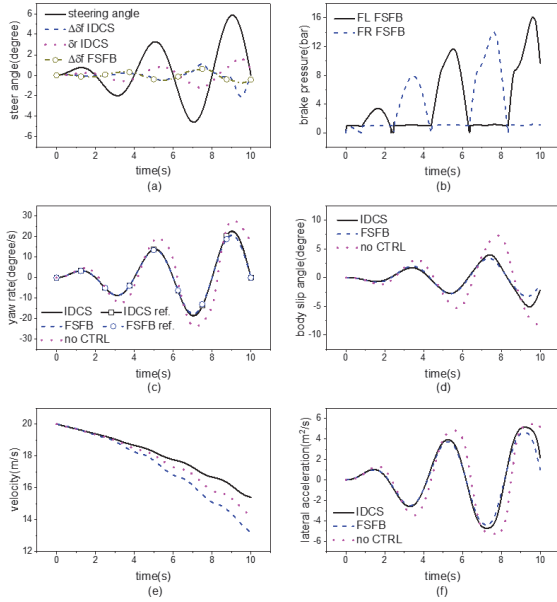 steering angle
Δδf IDCS
δr IDCS
Δδf FSFB
steer angle(degree)
6
4
2
0
-2
-4
-6
0 2 4 6 8 10
time(s)
(a)
FL FSFB
FR FSFB
brake pressure(bar)
16
12
8
4
0
0 2 4 6 8 10
time(s)
(b)
yaw rate(degree/s)
30
20
10
0
-10
-20
-30
IDCS
FSFB
no CTRL
IDCS ref.
FSFB ref.
0 2 4 6 8 10
time(s)
(c)
IDCS
FSFB
no CTRL
body slip angle(degree)
10
5
0
-5
-10
0 2 4 6 8 10
time(s)
(d)
velocity(m/s)
20
18
16
14
12
0 2 4 6 8 10
time(s)
(e)
lateral acceleration(m²/s)
6
4
2
0
-2
-4
-6
IDCS
FSFB
no CTRL
0 2 4 6 8 10
time(s)
(f)